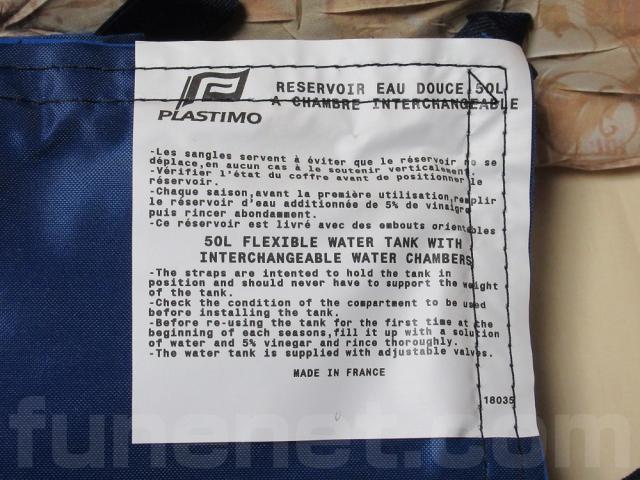 PLASTIMO
RESERVOIR EAU DOUCE 50L
A CHAMBRE INTERCHANGEABLE
-Les sangles servent à éviter que le réservoir ne se
déplace,en aucun cas à le soutenir verticalement.
-Vérifier l'état du coffre avant de positionner le
réservoir.
-Chaque saison,avant la première utilisation,remplir
le réservoir d'eau additionnée de 5% de vinaigre
puis rincer abondamment.
-Ce réservoir est livré avec des embouts orientables
50L FLEXIBLE WATER TANK WITH
INTERCHANGEABLE WATER CHAMBERS
-The straps are intented to hold the tank in
position and should never have to support the weight
of the tank.
-Check the condition of the compartment to be used
before installing the tank.
-Before re-using the tank for the first time at the
beginning of each seasons,fill it up with a solution
of water and 5% vinegar and rince thoroughly.
-The water tank is supplied with adjustable valves.
MADE IN FRANCE
18035
funenet.com